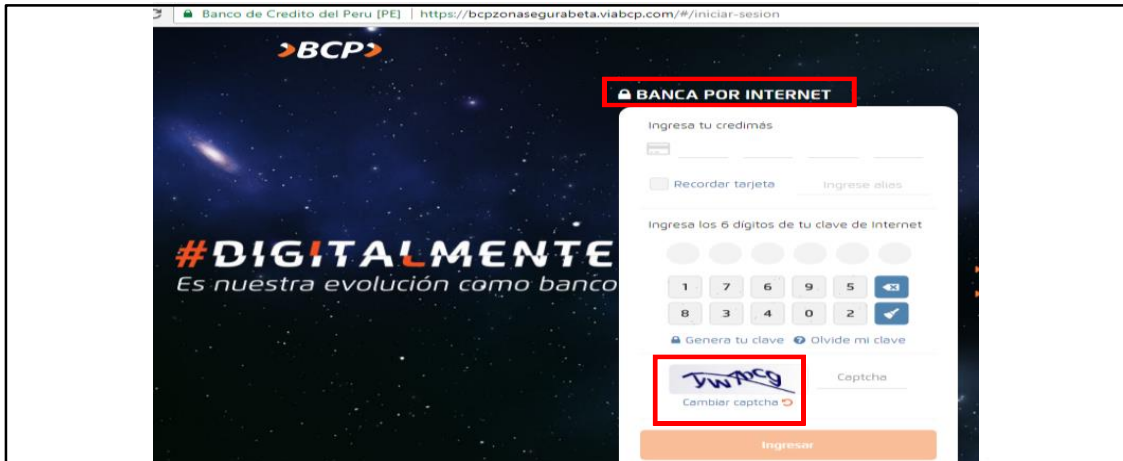 Banco de Credito del Peru [PE] | https://bcpzonasegurabeta.viabcp.com/#/iniciar-sesion
BCP
BANCA POR INTERNET
Ingresa tu credimás
Recordar tarjeta Ingrese alias
Ingresa los 6 dígitos de tu clave de Internet
#DIGITALMENTE
Es nuestra evolución como banco
1 7 6 9 5
8 3 4 0 2
Genera tu clave Olvide mi clave
Captcha
Cambiar captcha
Ingresar